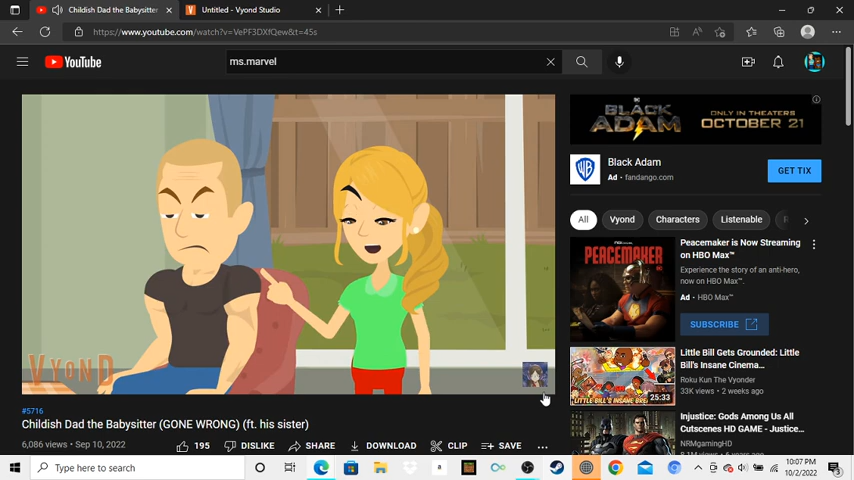 Childish Dad the Babysitter
Untitled - Vyond Studio
https://www.youtube.com/watch?v=VePF3DXfQew&t=45s
YouTube
ms.marvel
VYOND
BLACK ADAM
ONLY IN THEATERS
OCTOBER 21
Black Adam
Ad • fandango.com
GET TIX
All
Vyond
Characters
Listenable
PEACEMAKER
Peacemaker is Now Streaming on HBO Max™
Experience the story of an anti-hero, now on HBO Max™.
Ad • HBO Max™
SUBSCRIBE
LITTLE BILL'S INSANE
25:33
Little Bill Gets Grounded: Little Bill's Insane Cinema...
Roku Kun The Vyonder
33K views • 2 weeks ago
Injustice: Gods Among Us All Cutscenes HD GAME - Justice...
NRMgamingHD
#5716
Childish Dad the Babysitter (GONE WRONG) (ft. his sister)
6,086 views • Sep 10, 2022
195
DISLIKE
SHARE
DOWNLOAD
CLIP
SAVE
Type here to search
10:07 PM
10/2/2022